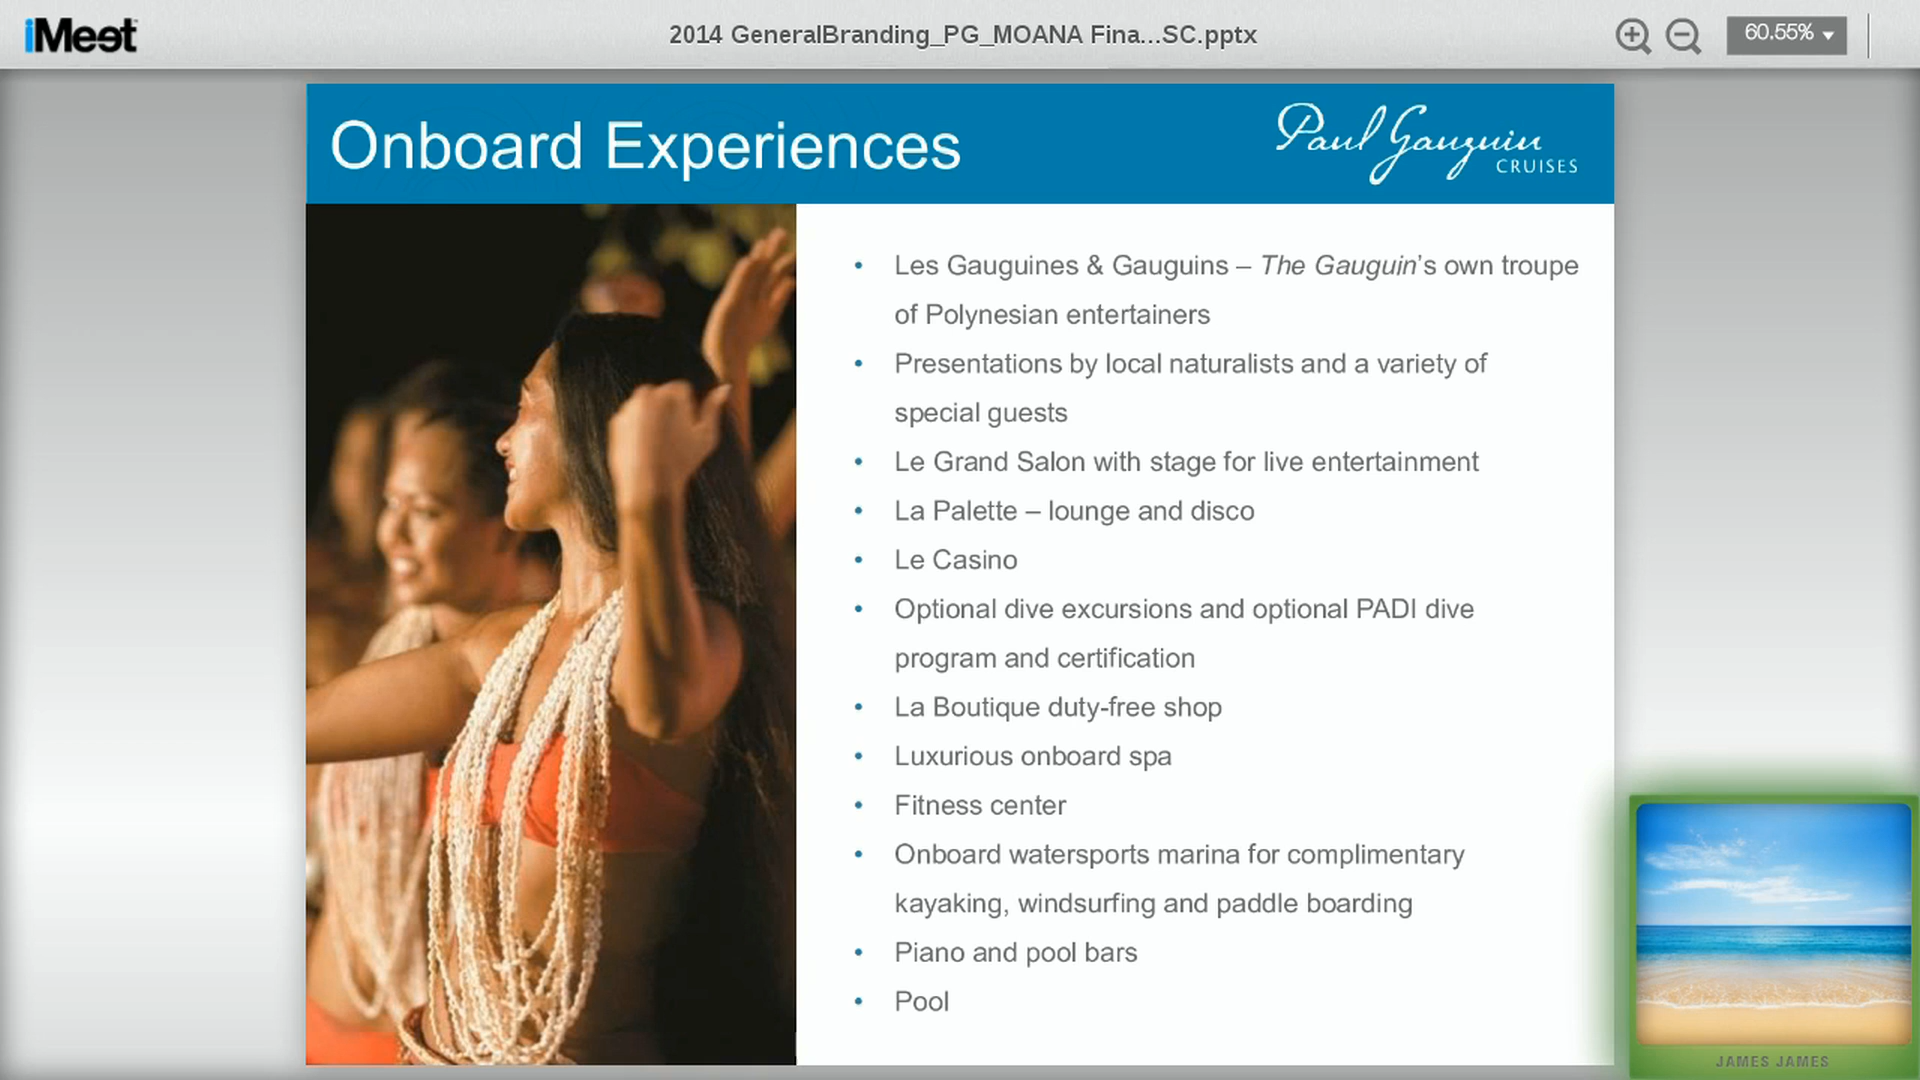 iMeet
2014 GeneralBranding_PG_MOANA Fina...SC.pptx
60.55%
Onboard Experiences
Paul Gauguin
CRUISES
• Les Gauguines & Gauguins – The Gauguin’s own troupe
of Polynesian entertainers
• Presentations by local naturalists and a variety of
special guests
• Le Grand Salon with stage for live entertainment
• La Palette – lounge and disco
• Le Casino
• Optional dive excursions and optional PADI dive
program and certification
• La Boutique duty-free shop
• Luxurious onboard spa
• Fitness center
• Onboard watersports marina for complimentary
kayaking, windsurfing and paddle boarding
• Piano and pool bars
• Pool
JAMES JAMES